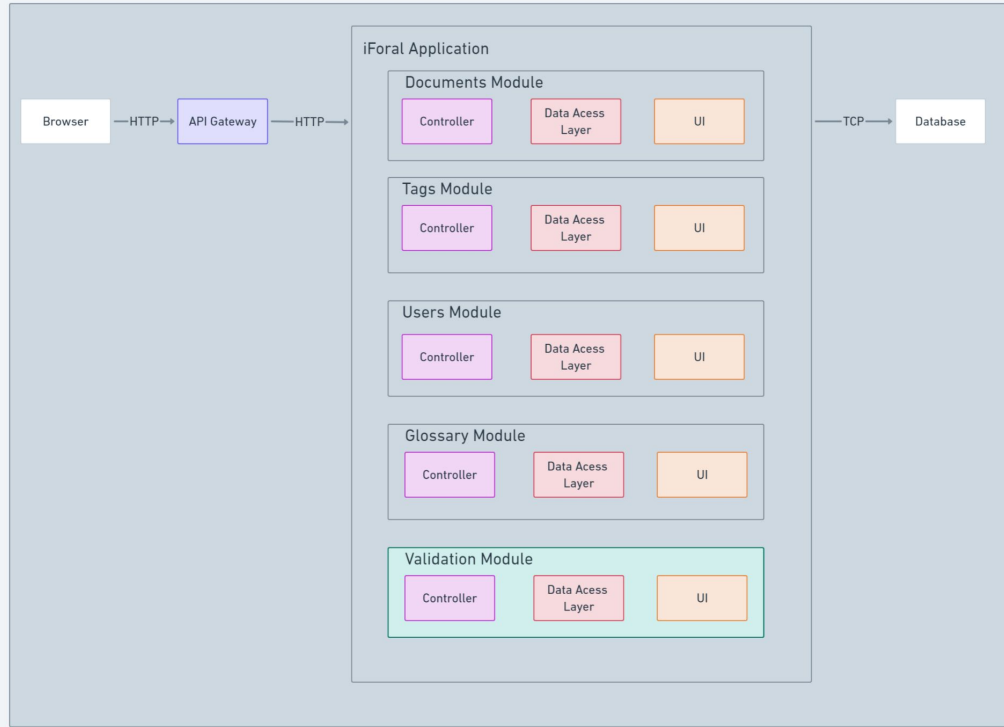 iForal Application
Documents Module
Browser
HTTP
API Gateway
HTTP
Controller
Data Acess
Layer
UI
TCP
Database
Tags Module
Controller
Data Acess
Layer
UI
Users Module
Controller
Data Acess
Layer
UI
Glossary Module
Controller
Data Acess
Layer
UI
Validation Module
Controller
Data Acess
Layer
UI